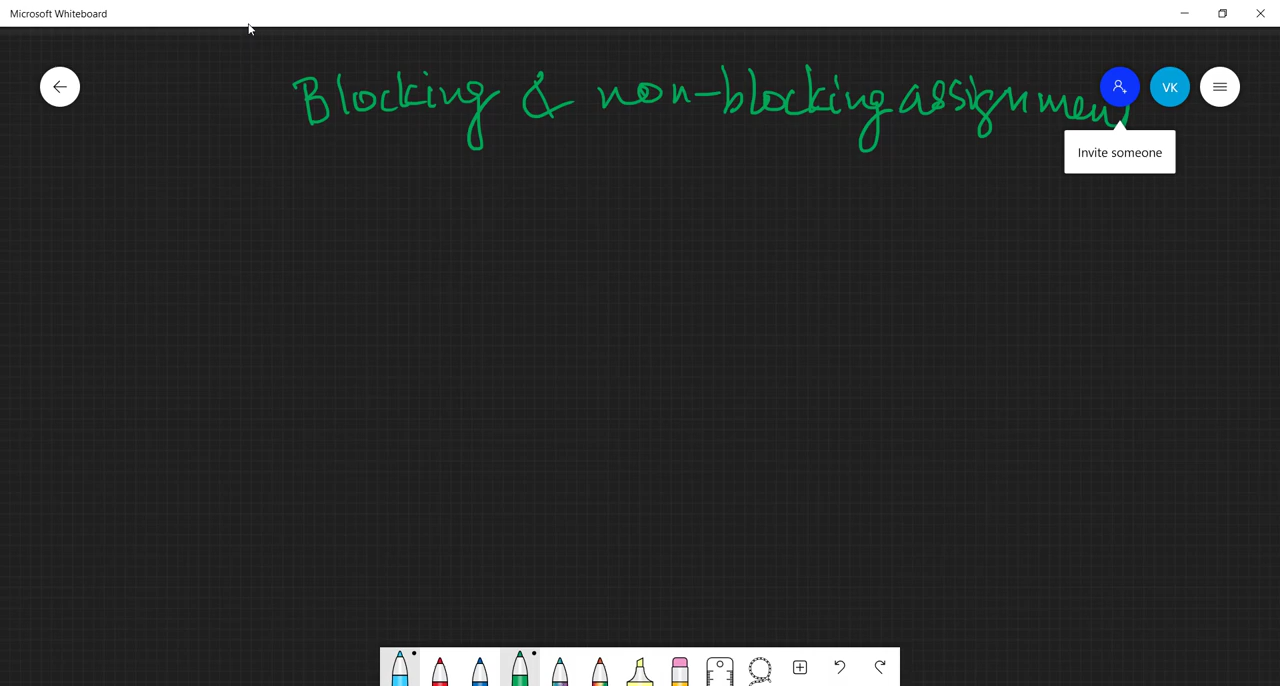 Microsoft Whiteboard
Blocking & non-blocking assignment
VK
Invite someone